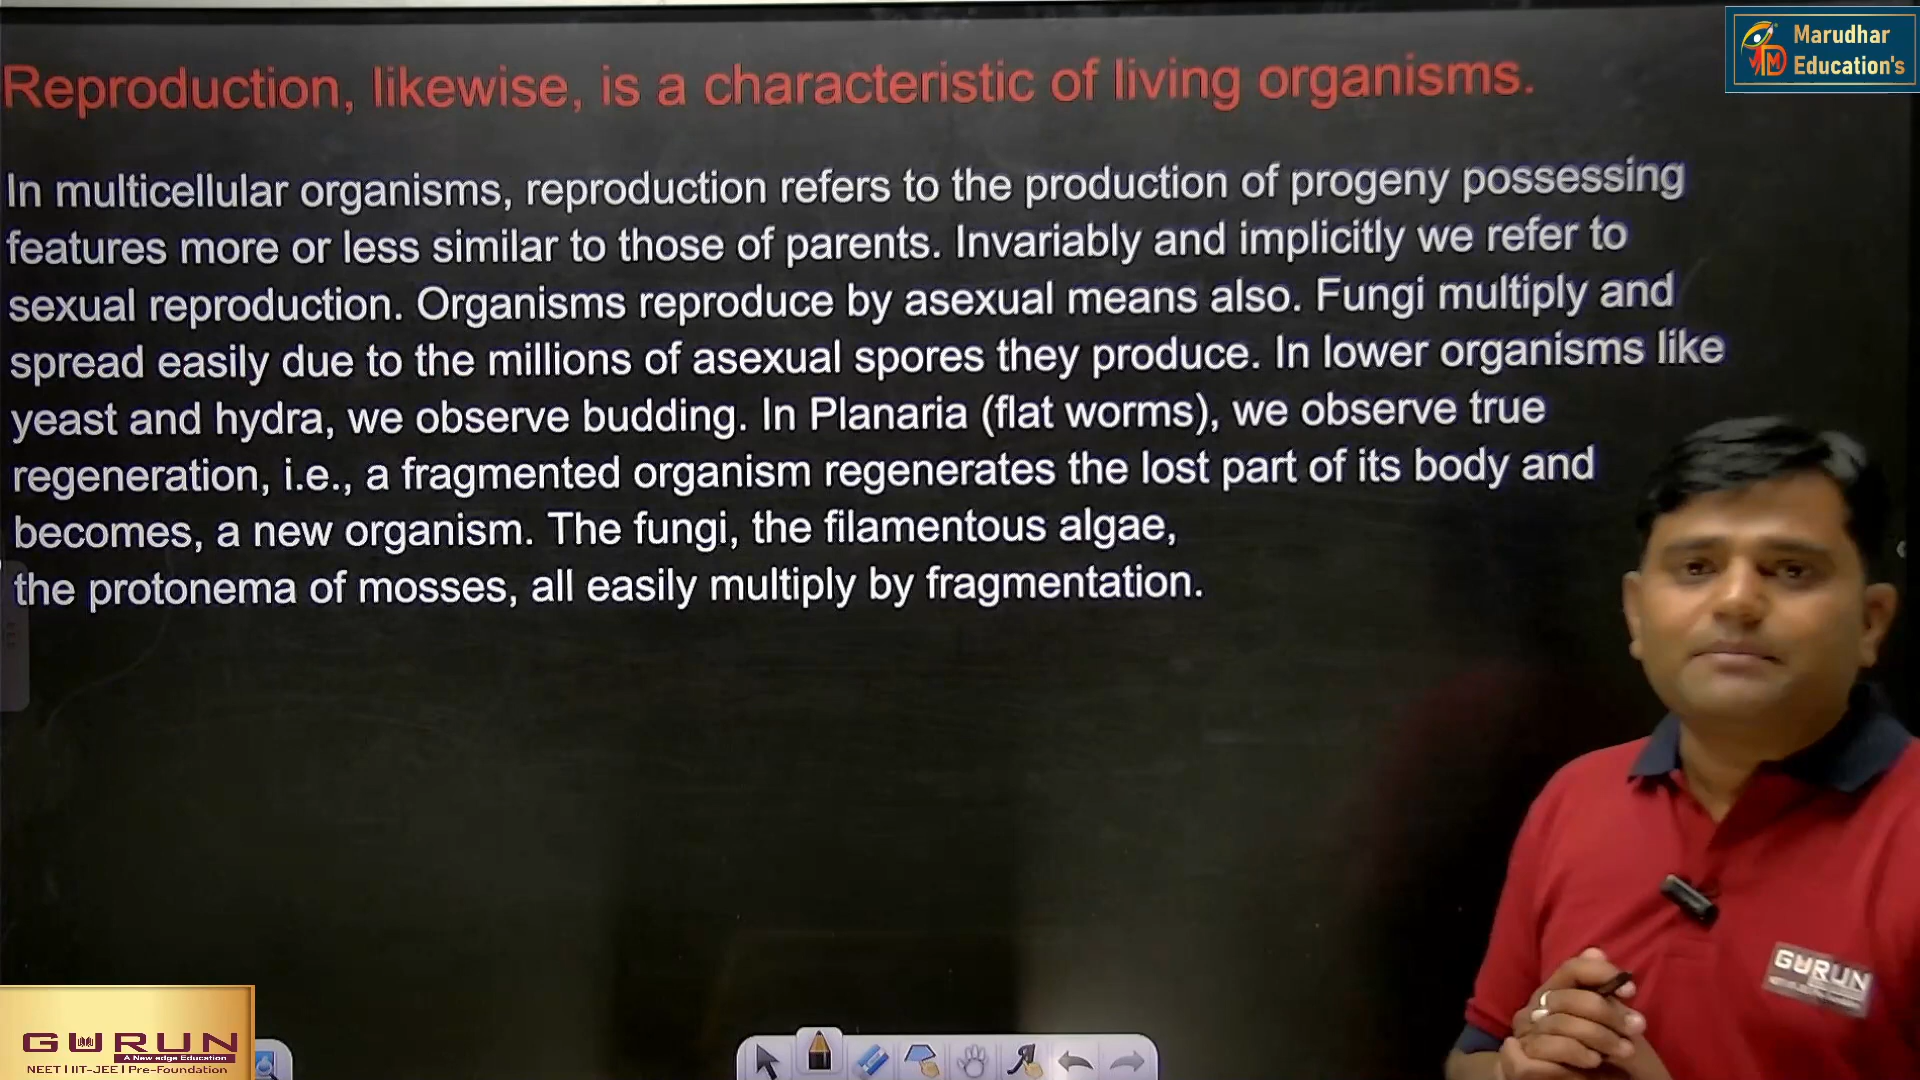 Marudhar
Education's
Reproduction, likewise, is a characteristic of living organisms.
In multicellular organisms, reproduction refers to the production of progeny possessing
features more or less similar to those of parents. Invariably and implicitly we refer to
sexual reproduction. Organisms reproduce by asexual means also. Fungi multiply and
spread easily due to the millions of asexual spores they produce. In lower organisms like
yeast and hydra, we observe budding. In Planaria (flat worms), we observe true
regeneration, i.e., a fragmented organism regenerates the lost part of its body and
becomes, a new organism. The fungi, the filamentous algae,
the protonema of mosses, all easily multiply by fragmentation.
GURUN
GURUN
A New edge Education
NEET | IIT-JEE | Pre-Foundation